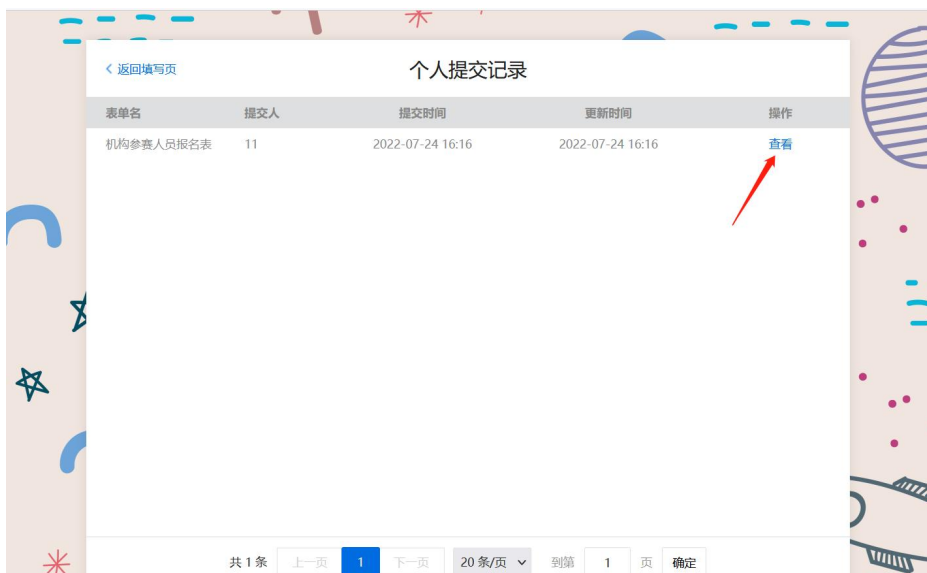 < 返回填写页 个人提交记录
表单名 提交人 提交时间 更新时间 操作
机构参赛人员报名表 11 2022-07-24 16:16 2022-07-24 16:16 查看
共 1 条 上一页 1 下一页 20 条/页 到第 1 页 确定